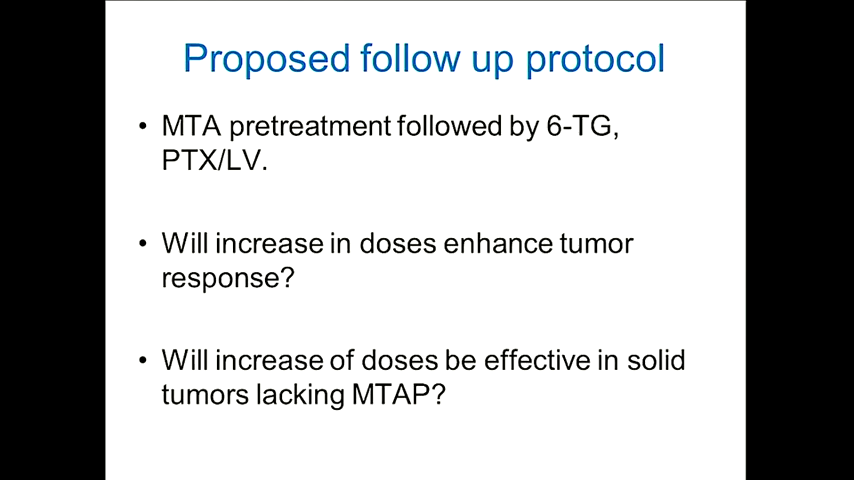 Proposed follow up protocol
• MTA pretreatment followed by 6-TG,
PTX/LV.
• Will increase in doses enhance tumor
response?
• Will increase of doses be effective in solid
tumors lacking MTAP?